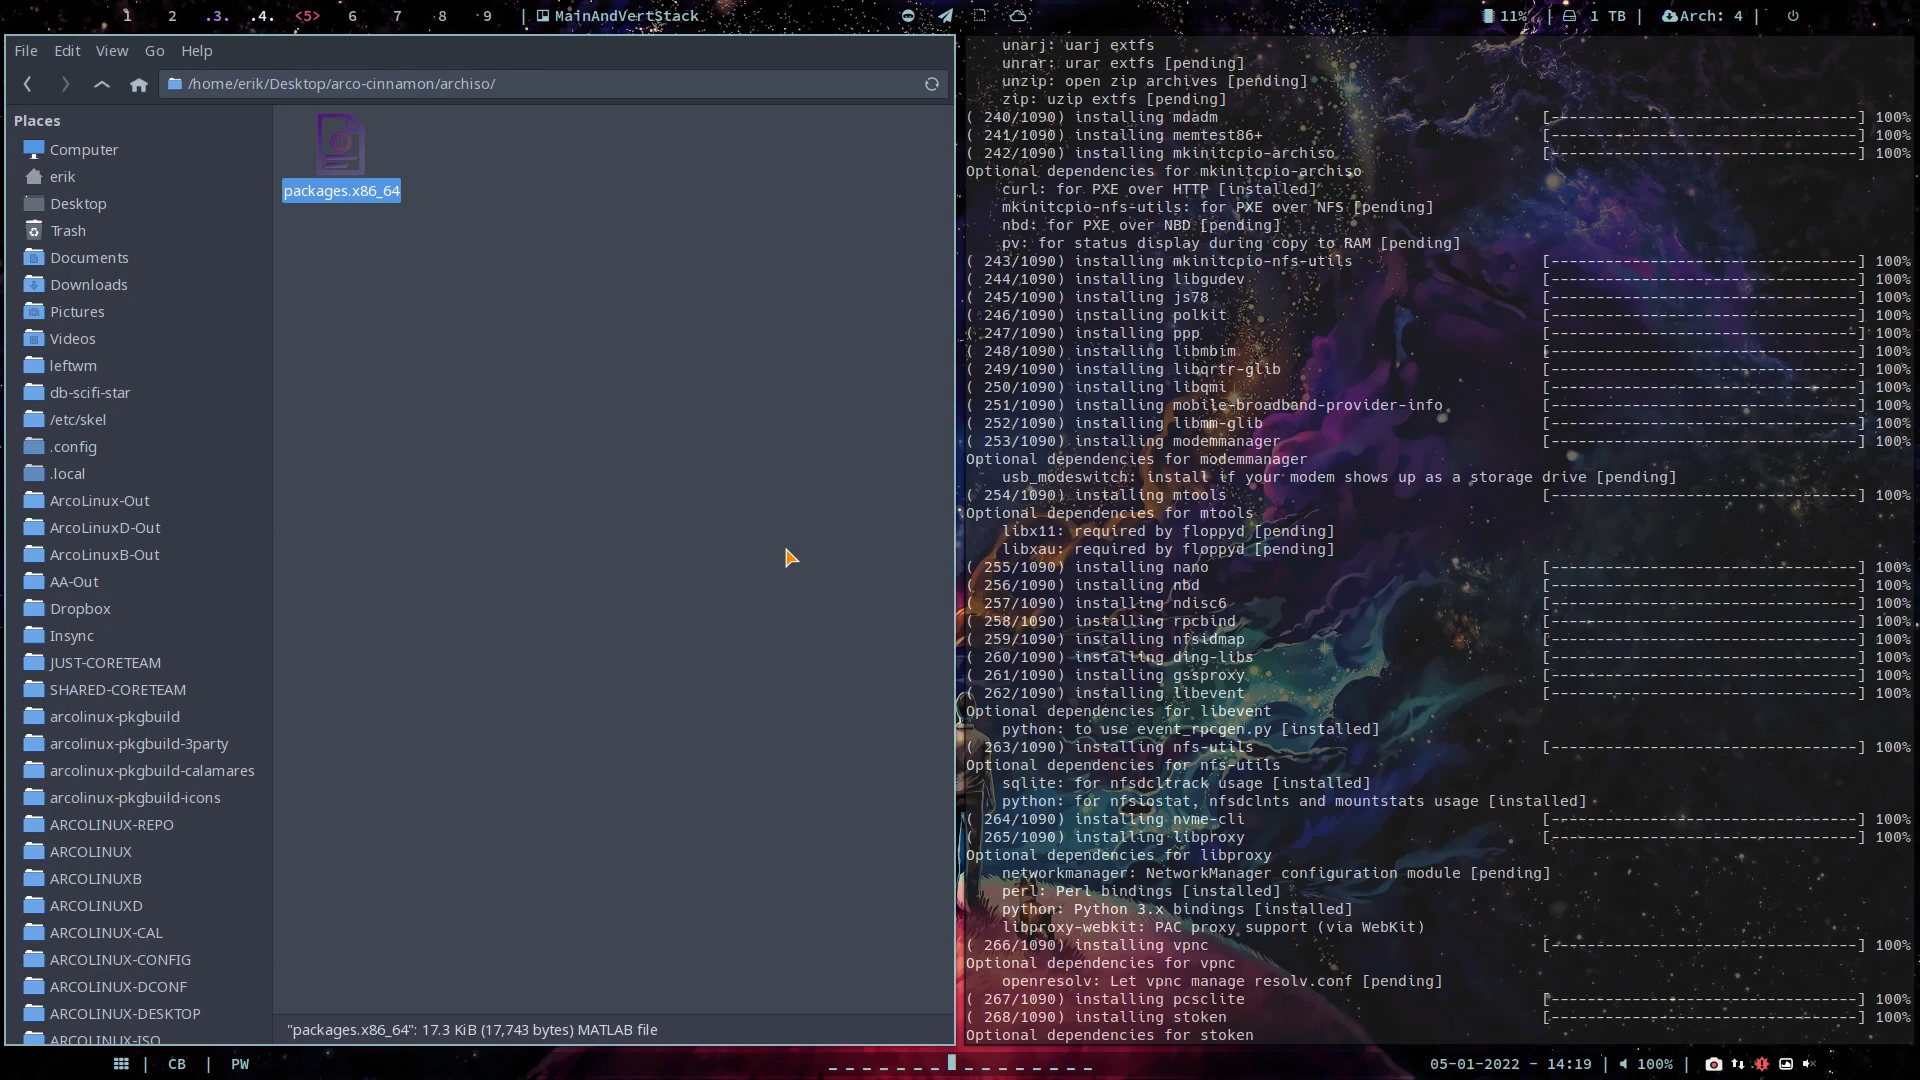 1 2 .3. .4. <5> 6 7 8 9 | MainAndVertStack
11% | 1 TB | Arch: 4 |
File Edit View Go Help
/home/erik/Desktop/arco-cinnamon/archiso/
Places
Computer
erik
Desktop
Trash
Documents
Downloads
Pictures
Videos
leftwm
db-scifi-star
/etc/skel
.config
.local
ArcoLinux-Out
ArcoLinuxD-Out
ArcoLinuxB-Out
AA-Out
Dropbox
Insync
JUST-CORETEAM
SHARED-CORETEAM
arcolinux-pkgbuild
arcolinux-pkgbuild-3party
arcolinux-pkgbuild-calamares
arcolinux-pkgbuild-icons
ARCOLINUX-REPO
ARCOLINUX
ARCOLINUXB
ARCOLINUXD
ARCOLINUX-CAL
ARCOLINUX-CONFIG
ARCOLINUX-DCONF
ARCOLINUX-DESKTOP
ARCOLINUX-ISO
packages.x86_64
"packages.x86_64": 17.3 KiB (17,743 bytes) MATLAB file
unarj: uarj extfs
unrar: urar extfs [pending]
unzip: open zip archives [pending]
zip: uzip extfs [pending]
( 240/1090) installing mdadm [----------------------------------] 100%
( 241/1090) installing memtest86+ [----------------------------------] 100%
( 242/1090) installing mkinitcpio-archiso [----------------------------------] 100%
Optional dependencies for mkinitcpio-archiso
curl: for PXE over HTTP [installed]
mkinitcpio-nfs-utils: for PXE over NFS [pending]
nbd: for PXE over NBD [pending]
pv: for status display during copy to RAM [pending]
( 243/1090) installing mkinitcpio-nfs-utils [----------------------------------] 100%
( 244/1090) installing libgudev [----------------------------------] 100%
( 245/1090) installing js78 [----------------------------------] 100%
( 246/1090) installing polkit [----------------------------------] 100%
( 247/1090) installing ppp [----------------------------------] 100%
( 248/1090) installing libmbim [----------------------------------] 100%
( 249/1090) installing libqrtr-glib [----------------------------------] 100%
( 250/1090) installing libqmi [----------------------------------] 100%
( 251/1090) installing mobile-broadband-provider-info [----------------------------------] 100%
( 252/1090) installing libmm-glib [----------------------------------] 100%
( 253/1090) installing modemmanager [----------------------------------] 100%
Optional dependencies for modemmanager
usb_modeswitch: install if your modem shows up as a storage drive [pending]
( 254/1090) installing mtools [----------------------------------] 100%
Optional dependencies for mtools
libx11: required by floppyd [pending]
libxau: required by floppyd [pending]
( 255/1090) installing nano [----------------------------------] 100%
( 256/1090) installing nbd [----------------------------------] 100%
( 257/1090) installing ndisc6 [----------------------------------] 100%
( 258/1090) installing rpcbind [----------------------------------] 100%
( 259/1090) installing nfsidmap [----------------------------------] 100%
( 260/1090) installing ding-libs [----------------------------------] 100%
( 261/1090) installing gssproxy [----------------------------------] 100%
( 262/1090) installing libevent [----------------------------------] 100%
Optional dependencies for libevent
python: to use event_rpcgen.py [installed]
( 263/1090) installing nfs-utils [----------------------------------] 100%
Optional dependencies for nfs-utils
sqlite: for nfsdcltrack usage [installed]
python: for nfsiostat, nfsdclnts and mountstats usage [installed]
( 264/1090) installing nvme-cli [----------------------------------] 100%
( 265/1090) installing libproxy [----------------------------------] 100%
Optional dependencies for libproxy
networkmanager: NetworkManager configuration module [pending]
perl: Perl bindings [installed]
python: Python 3.x bindings [installed]
libproxy-webkit: PAC proxy support (via WebKit)
( 266/1090) installing vpnc [----------------------------------] 100%
Optional dependencies for vpnc
openresolv: Let vpnc manage resolv.conf [pending]
( 267/1090) installing pcsclite [----------------------------------] 100%
( 268/1090) installing stoken [----------------------------------] 100%
Optional dependencies for stoken
| CB | PW
05-01-2022 - 14:19 | 100% |